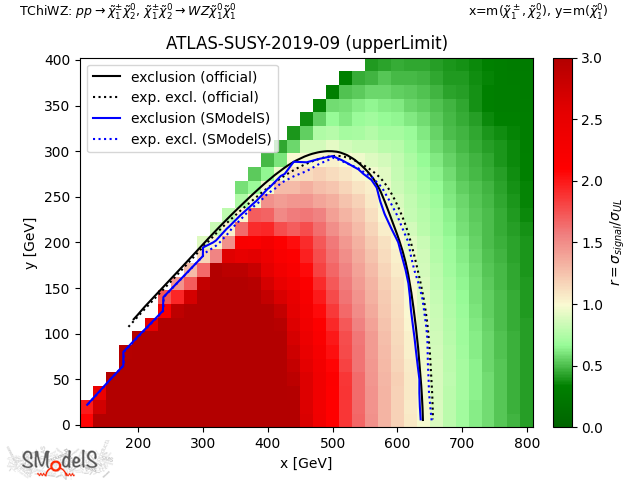 TChiWZ: pp → χ̃₁^± χ̃₂⁰, χ̃₁^± χ̃₂⁰ → WZχ̃₁⁰χ̃₁⁰ x=m(χ̃₁^±, χ̃₂⁰), y=m(χ̃₁⁰)
ATLAS-SUSY-2019-09 (upperLimit)
exclusion (official)
exp. excl. (official)
exclusion (SModelS)
exp. excl. (SModelS)
400
350
300
250
200
150
100
50
0
y [GeV]
200 300 400 500 600 700 800
x [GeV]
3.0
2.5
2.0
1.5
1.0
0.5
0.0
r = σ_signal/σ_UL
SModelS